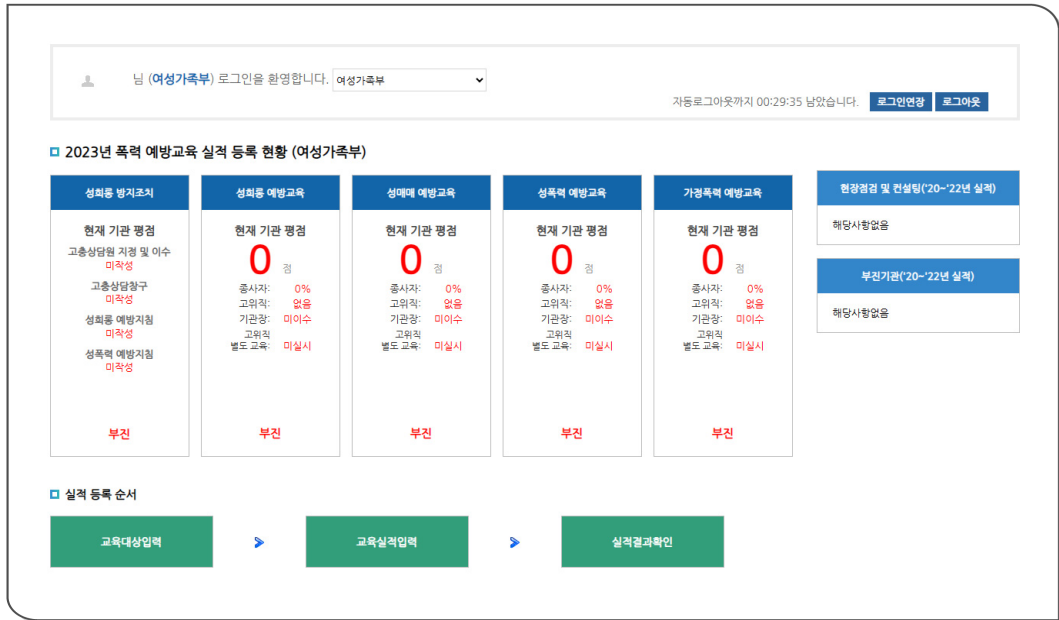 님 (여성가족부) 로그인을 환영합니다. 여성가족부
자동로그아웃까지 00:29:35 남았습니다. 로그인연장 로그아웃
2023년 폭력 예방교육 실적 등록 현황 (여성가족부)
성희롱 방지조치
현재 기관 평점
고충상담원 지정 및 이수
미작성
고충상담창구
미작성
성희롱 예방지침
미작성
성폭력 예방지침
미작성
부진
성희롱 예방교육
현재 기관 평점
0 점
종사자: 0%
고위직: 없음
기관장: 미이수
고위직
별도 교육: 미실시
부진
성매매 예방교육
현재 기관 평점
0 점
종사자: 0%
고위직: 없음
기관장: 미이수
고위직
별도 교육: 미실시
부진
성폭력 예방교육
현재 기관 평점
0 점
종사자: 0%
고위직: 없음
기관장: 미이수
고위직
별도 교육: 미실시
부진
가정폭력 예방교육
현재 기관 평점
0 점
종사자: 0%
고위직: 없음
기관장: 미이수
고위직
별도 교육: 미실시
부진
현장점검 및 컨설팅('20~'22년 실적)
해당사항없음
부진기관('20~'22년 실적)
해당사항없음
실적 등록 순서
교육대상입력
교육실적입력
실적결과확인